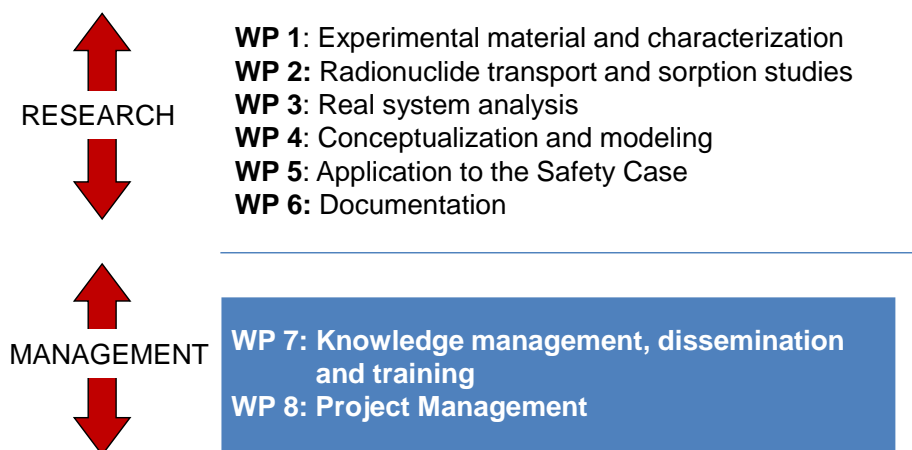 WP 1: Experimental material and characterization
WP 2: Radionuclide transport and sorption studies
RESEARCH
WP 3: Real system analysis
WP 4: Conceptualization and modeling
WP 5: Application to the Safety Case
WP 6: Documentation
MANAGEMENT
WP 7: Knowledge management, dissemination
and training
WP 8: Project Management